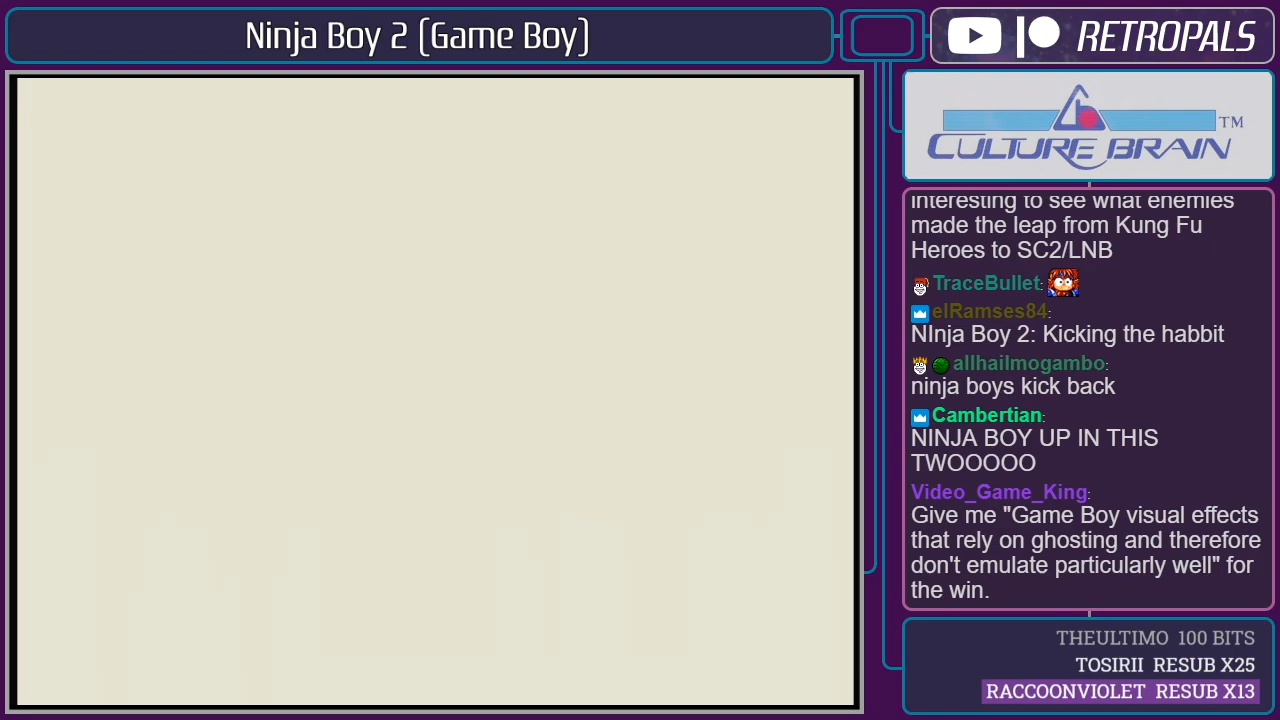 Ninja Boy 2 (Game Boy)
RETROPALS
CULTURE BRAIN TM
interesting to see what enemies
made the leap from Kung Fu
Heroes to SC2/LNB
TraceBullet:
elRamses84:
NInja Boy 2: Kicking the habbit
allhailmogambo:
ninja boys kick back
Cambertian:
NINJA BOY UP IN THIS
TWOOOOO
Video_Game_King:
Give me "Game Boy visual effects
that rely on ghosting and therefore
don't emulate particularly well" for
the win.
THEULTIMO 100 BITS
TOSIRII RESUB X25
RACCOONVIOLET RESUB X13